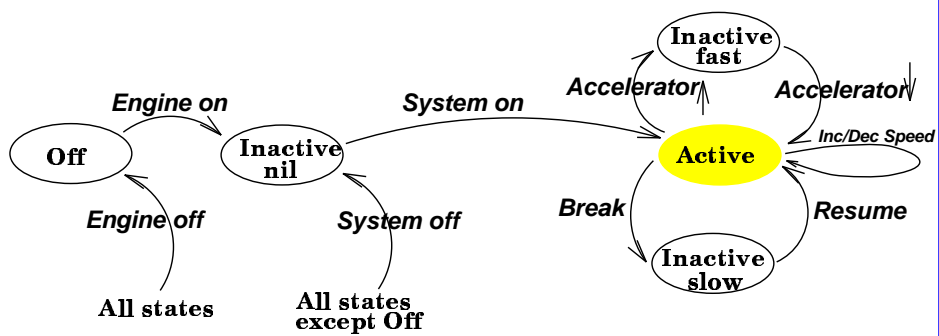 Inactive
fast
Engine on
System on
Accelerator
Accelerator
Inc/Dec Speed
Off
Inactive
nil
Active
Engine off
System off
Break
Resume
Inactive
slow
All states
All states
except Off